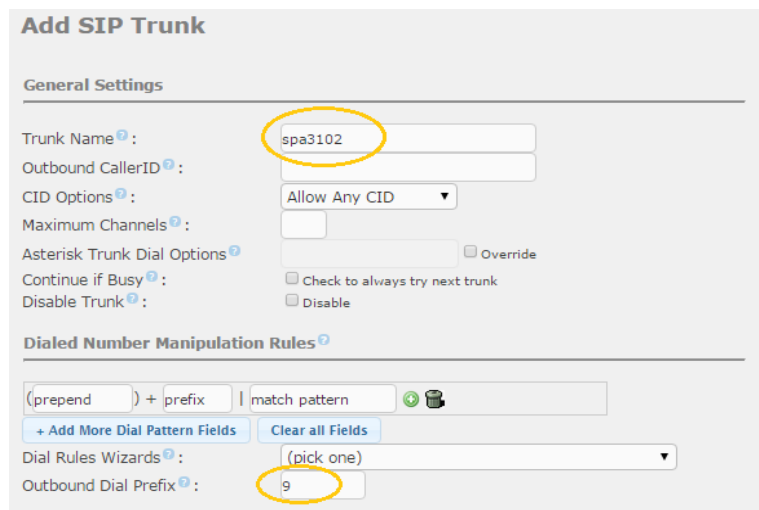 Add SIP Trunk
General Settings
Trunk Name? : spa3102
Outbound CallerID? :
CID Options? : Allow Any CID
Maximum Channels? :
Asterisk Trunk Dial Options? Override
Continue if Busy? : Check to always try next trunk
Disable Trunk? : Disable
Dialed Number Manipulation Rules?
(prepend ) + prefix | match pattern
+ Add More Dial Pattern Fields Clear all Fields
Dial Rules Wizards? : (pick one)
Outbound Dial Prefix? : 9